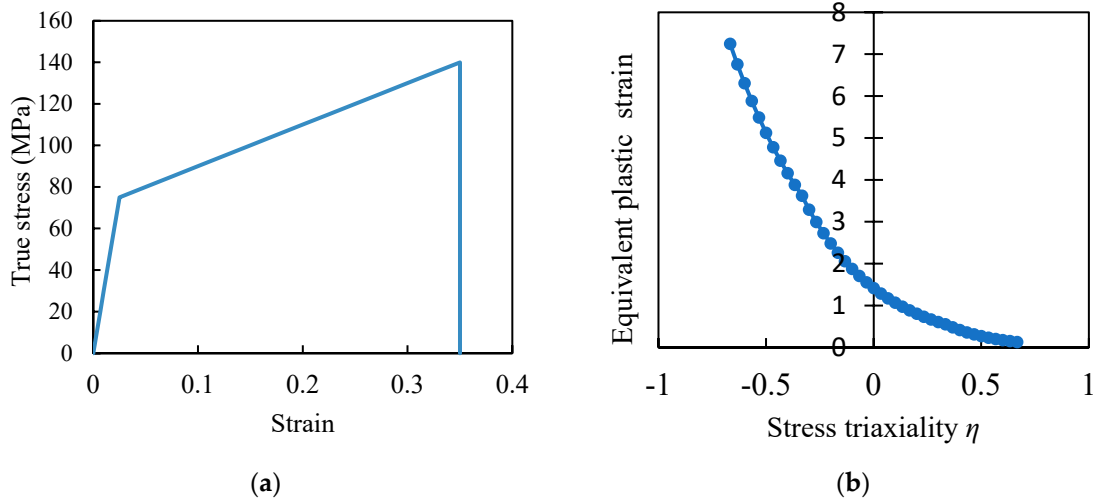 True stress (MPa)
160
140
120
100
80
60
40
20
0
0 0.1 0.2 0.3 0.4
Strain
(a)
Equivalent plastic strain
8
7
6
5
4
3
2
1
0
-1 -0.5 0 0.5 1
Stress triaxiality η
(b)